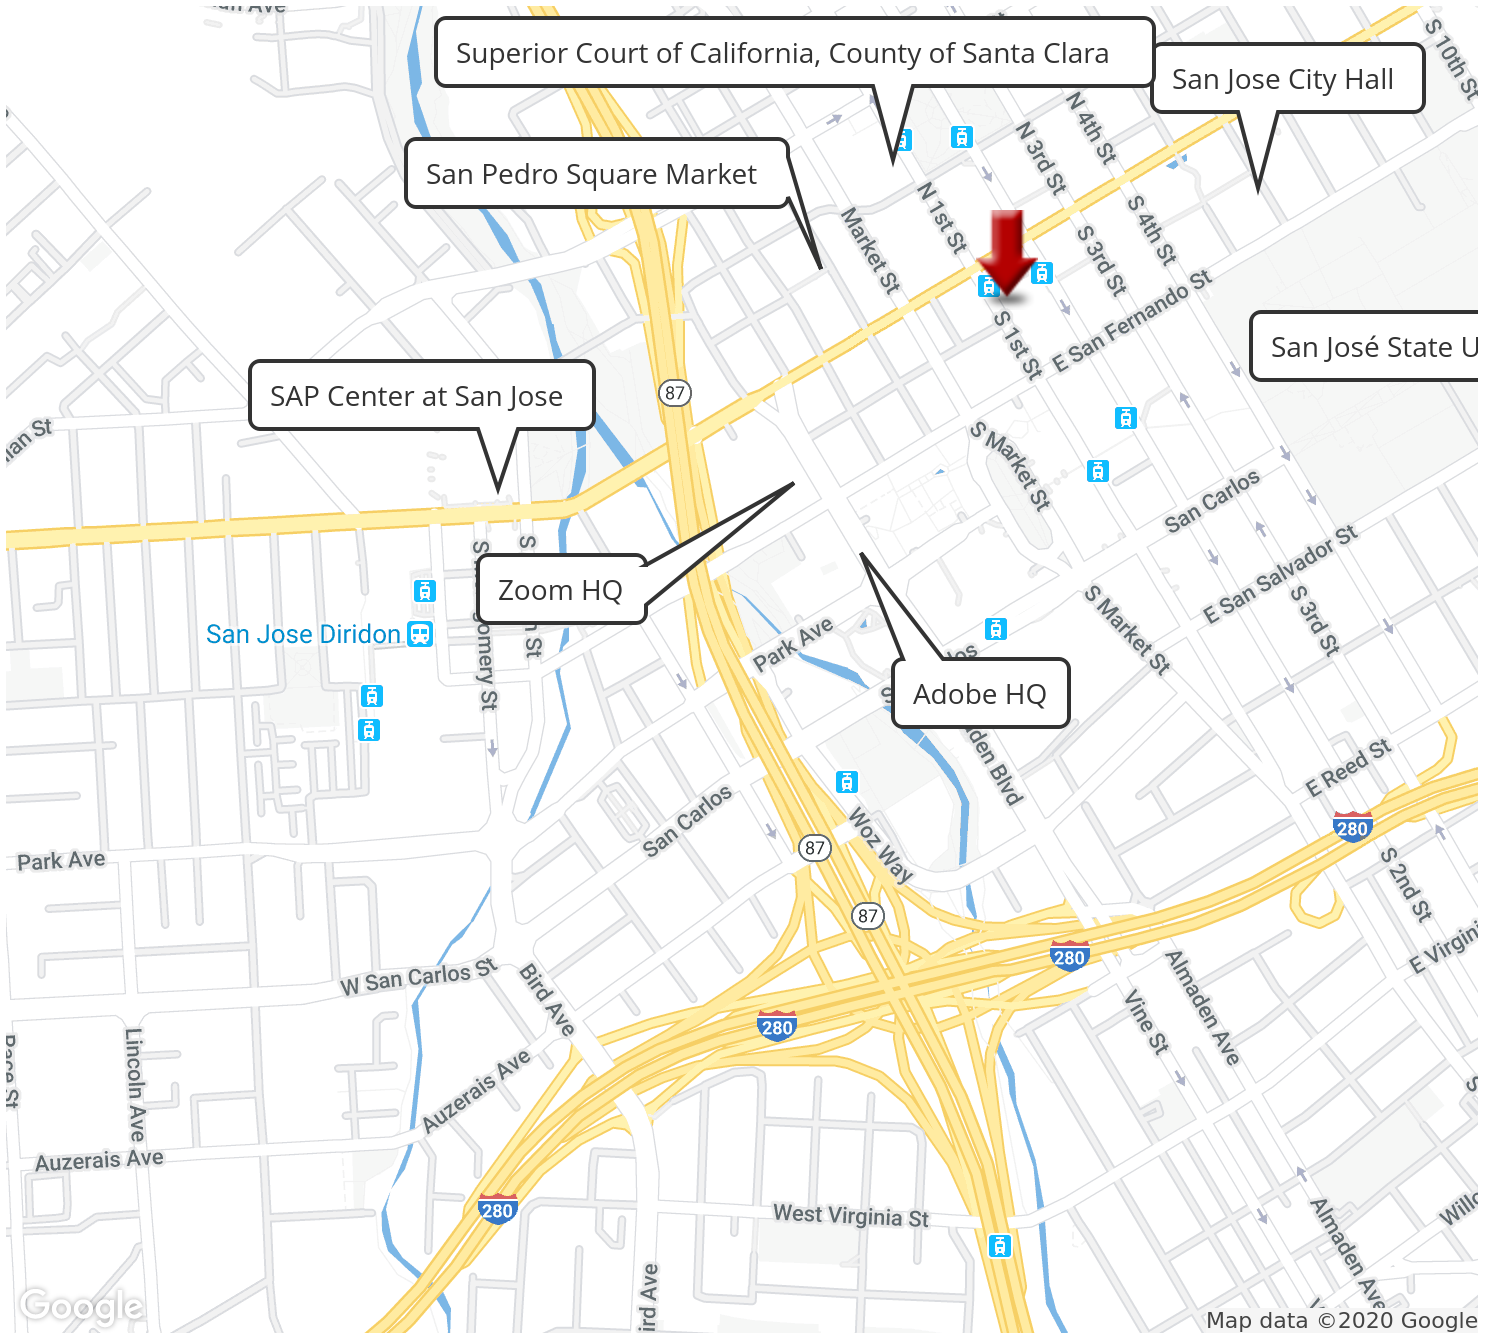 Superior Court of California, County of Santa Clara
San Jose City Hall
S 10th St
N 4th St
N 3rd St
San Pedro Square Market
N 1st St
Market St
S 4th St
S 3rd St
E San Fernando St
S 1st St
San José State U
SAP Center at San Jose
87
S Market St
San Carlos
E San Salvador St
Zoom HQ
S
San Jose Diridon
Park Ave
S Market St
S 3rd St
Adobe HQ
E Reed St
280
San Carlos
Woz Way
87
Park Ave
S 2nd St
87
280
E Virgini
W San Carlos St
Bird Ave
Almaden Ave
Vine St
280
Lincoln Ave
Auzerais Ave
Auzerais Ave
280
West Virginia St
Almaden Ave
Willo
Google
Map data ©2020 Google